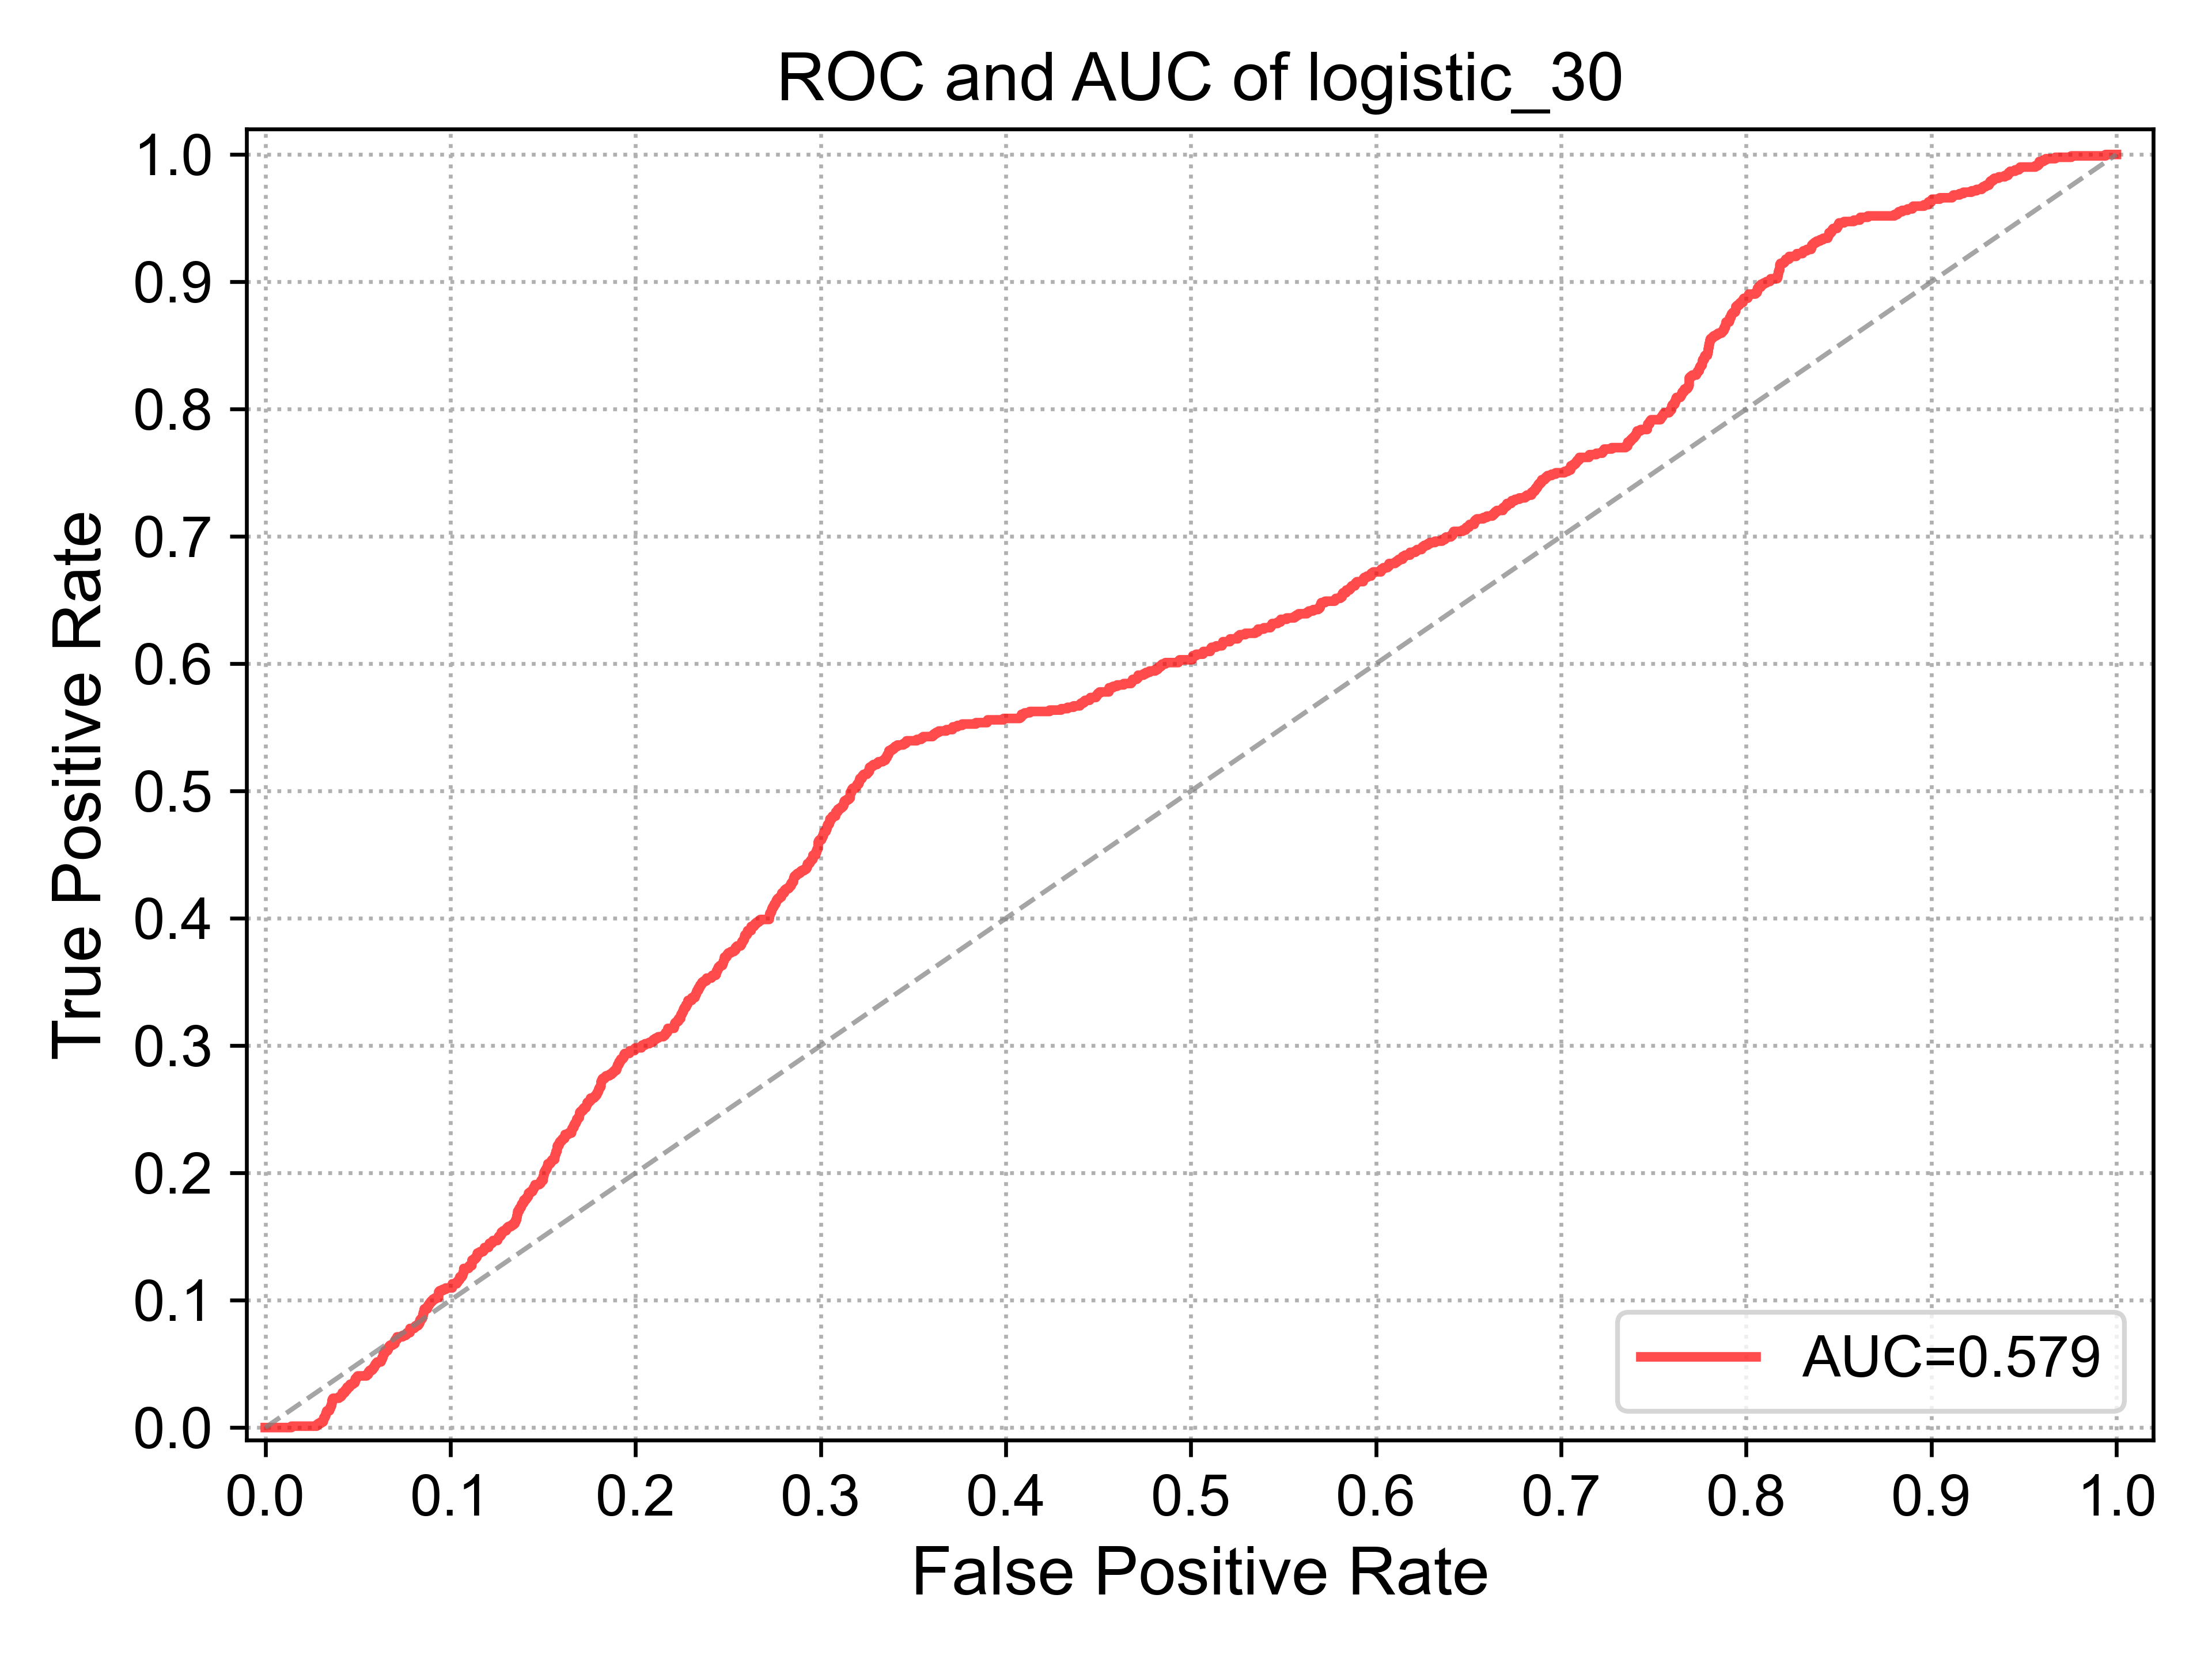 ROC and AUC of logistic_30
True Positive Rate
1.0
0.9
0.8
0.7
0.6
0.5
0.4
0.3
0.2
0.1
0.0
AUC=0.579
0.0 0.1 0.2 0.3 0.4 0.5 0.6 0.7 0.8 0.9 1.0
False Positive Rate